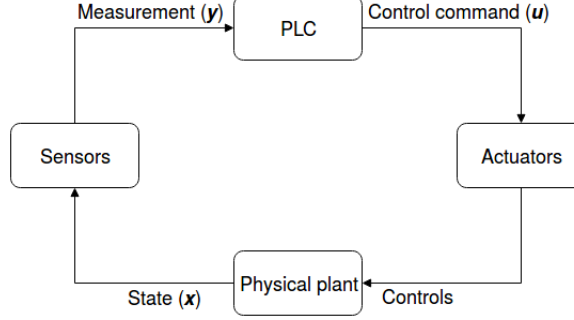 Measurement (y)
PLC
Control command (u)
Sensors
Actuators
Physical plant
State (x)
Controls